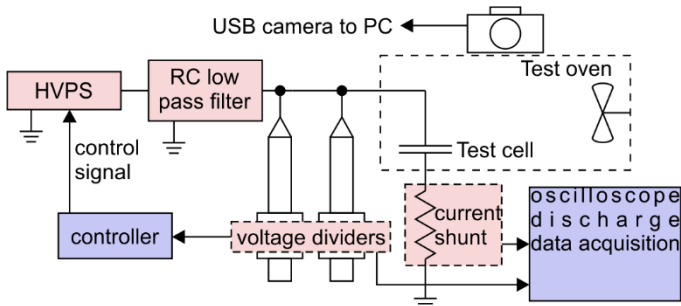 USB camera to PC
Test oven
HVPS
RC low
pass filter
control
signal
Test cell
controller
voltage dividers
current
shunt
oscilloscope
discharge
data acquisition